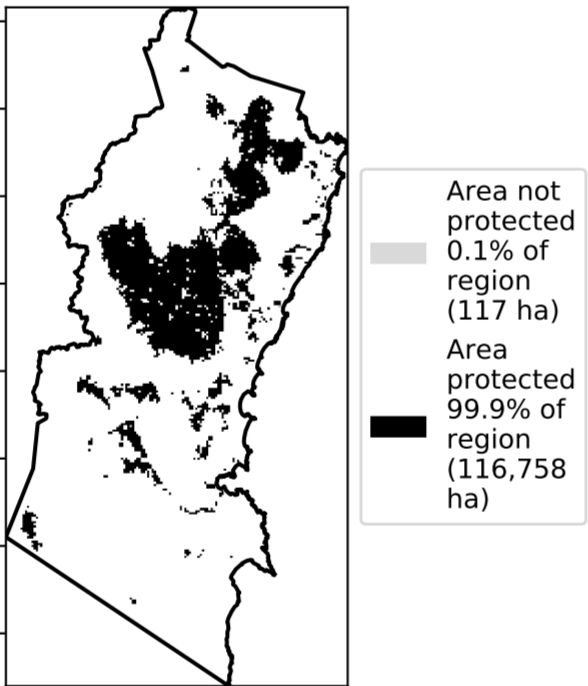 Area not
protected
0.1% of
region
(117 ha)
Area
protected
99.9% of
region
(116,758
ha)